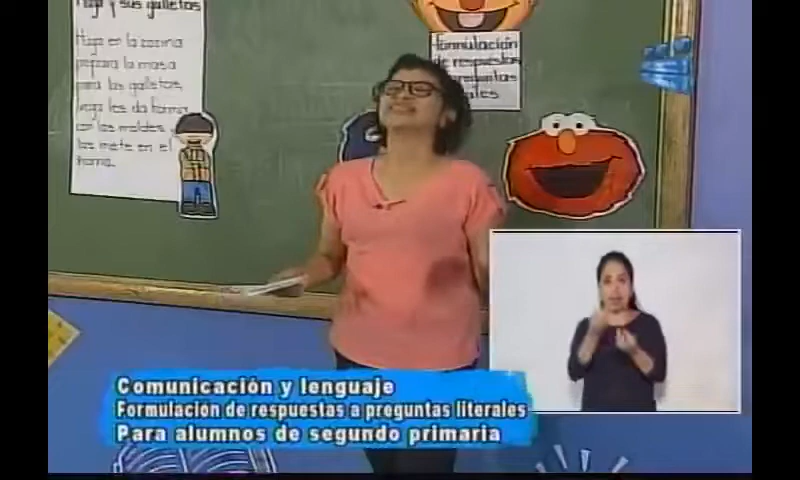 Hugo y sus galletas
Hugo en la cocina
prepara la masa
para las galletas,
luego les da forma
con los moldes y
las mete en el
horno.
Formulación
de respuestas
preguntas
Comunicación y lenguaje
Formulación de respuestas a preguntas literales
Para alumnos de segundo primaria